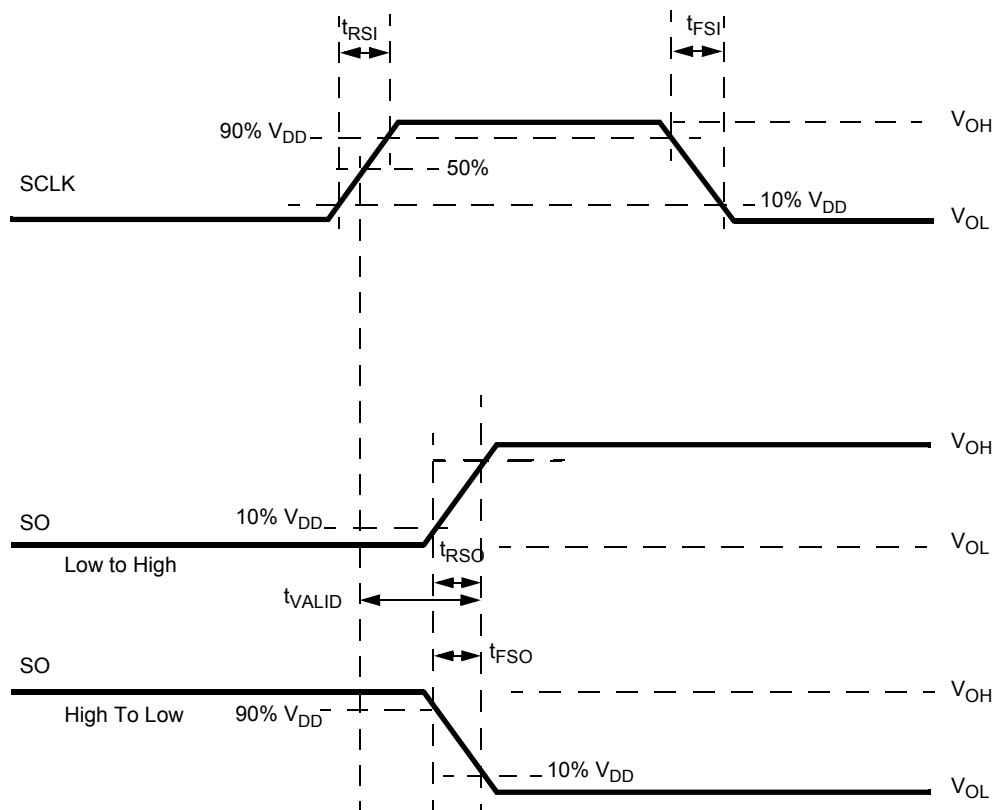 tRSI
tFSI
VOH
90% VDD
50%
SCLK
10% VDD
VOL
VOH
SO
10% VDD
Low to High
tRSO
VOL
tVALID
SO
tFSO
VOH
High To Low
90% VDD
10% VDD
VOL